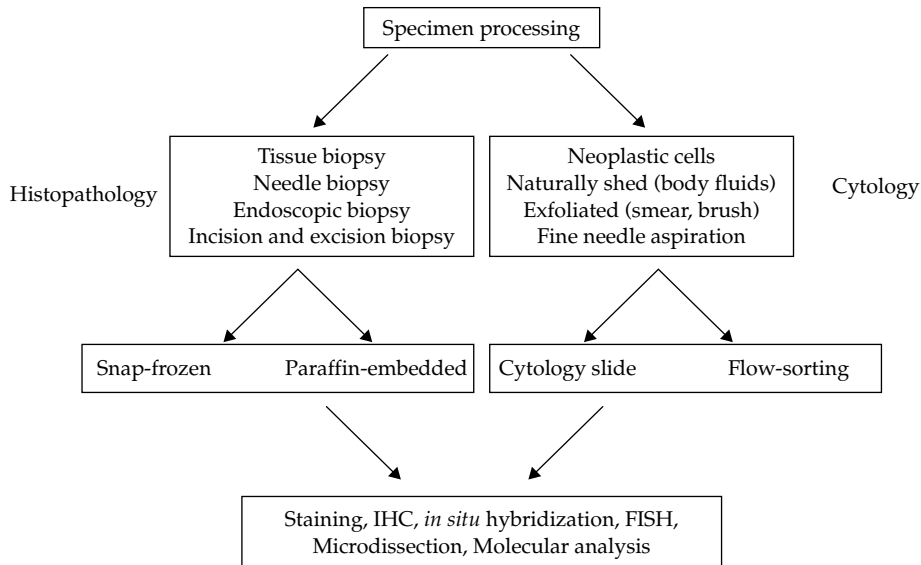 Specimen processing
Histopathology
Tissue biopsy
Needle biopsy
Endoscopic biopsy
Incision and excision biopsy
Neoplastic cells
Naturally shed (body fluids)
Exfoliated (smear, brush)
Fine needle aspiration
Cytology
Snap-frozen
Paraffin-embedded
Cytology slide
Flow-sorting
Staining, IHC, in situ hybridization, FISH,
Microdissection, Molecular analysis